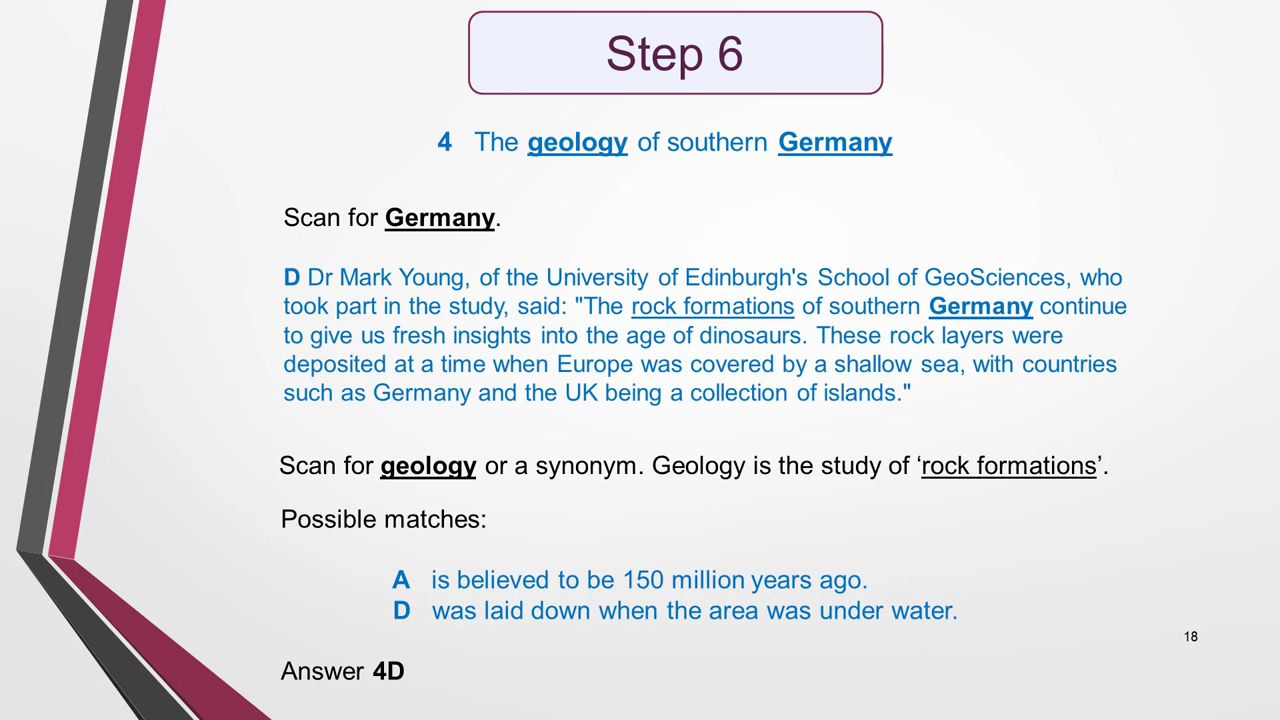 Step 6
4 The geology of southern Germany
Scan for Germany.
D Dr Mark Young, of the University of Edinburgh's School of GeoSciences, who
took part in the study, said: "The rock formations of southern Germany continue
to give us fresh insights into the age of dinosaurs. These rock layers were
deposited at a time when Europe was covered by a shallow sea, with countries
such as Germany and the UK being a collection of islands."
Scan for geology or a synonym. Geology is the study of ‘rock formations’.
Possible matches:
A is believed to be 150 million years ago.
D was laid down when the area was under water.
18
Answer 4D